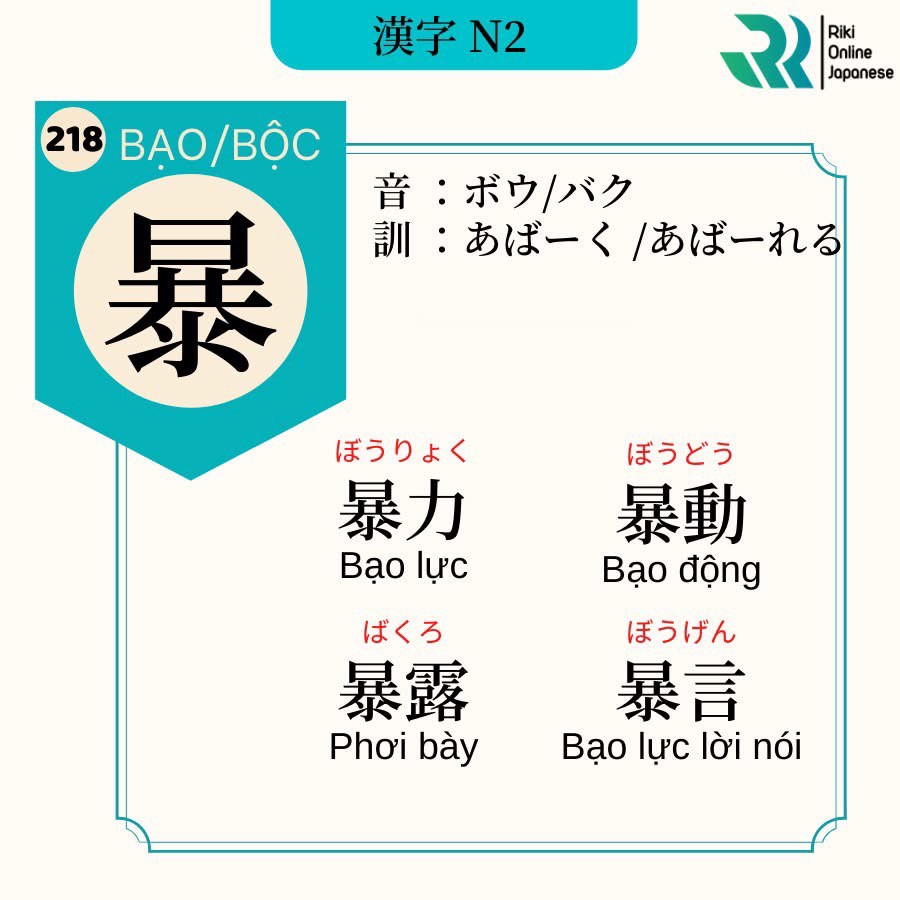 漢字 N2
Riki
Online
Japanese
218 BẠO/BỘC
暴
音 ：ボウ/バク
訓 ：あばーく /あばーれる
ぼうりょく
暴力
Bạo lực
ぼうどう
暴動
Bạo động
ばくろ
暴露
Phơi bày
ぼうげん
暴言
Bạo lực lời nói